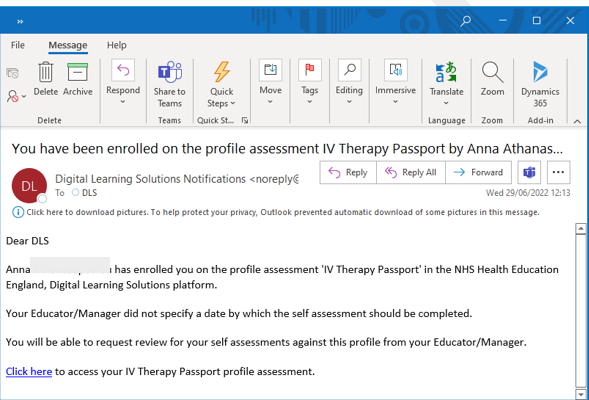 »
File Message Help
Delete Archive Respond Share to Teams Quick Steps Move Tags Editing Immersive Translate Zoom Dynamics 365
Delete Teams Quick St... Language Zoom Add-in
You have been enrolled on the profile assessment IV Therapy Passport by Anna Athanas...
DL
Digital Learning Solutions Notifications <noreply@
Reply Reply All Forward
To DLS
Wed 29/06/2022 12:13
Click here to download pictures. To help protect your privacy, Outlook prevented automatic download of some pictures in this message.
Dear DLS
Anna has enrolled you on the profile assessment 'IV Therapy Passport' in the NHS Health Education
England, Digital Learning Solutions platform.
Your Educator/Manager did not specify a date by which the self assessment should be completed.
You will be able to request review for your self assessments against this profile from your Educator/Manager.
Click here to access your IV Therapy Passport profile assessment.